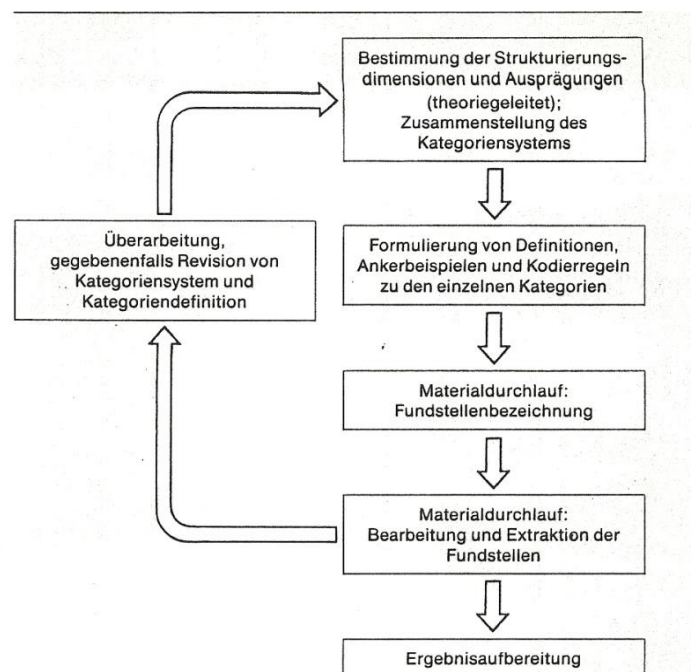 Bestimmung der Strukturierungs-
dimensionen und Ausprägungen
(theoriegeleitet);
Zusammenstellung des
Kategoriensystems
Überarbeitung,
gegebenenfalls Revision von
Kategoriensystem und
Kategoriendefinition
Formulierung von Definitionen,
Ankerbeispielen und Kodierregeln
zu den einzelnen Kategorien
Materialdurchlauf:
Fundstellenbezeichnung
Materialdurchlauf:
Bearbeitung und Extraktion der
Fundstellen
Ergebnisaufbereitung